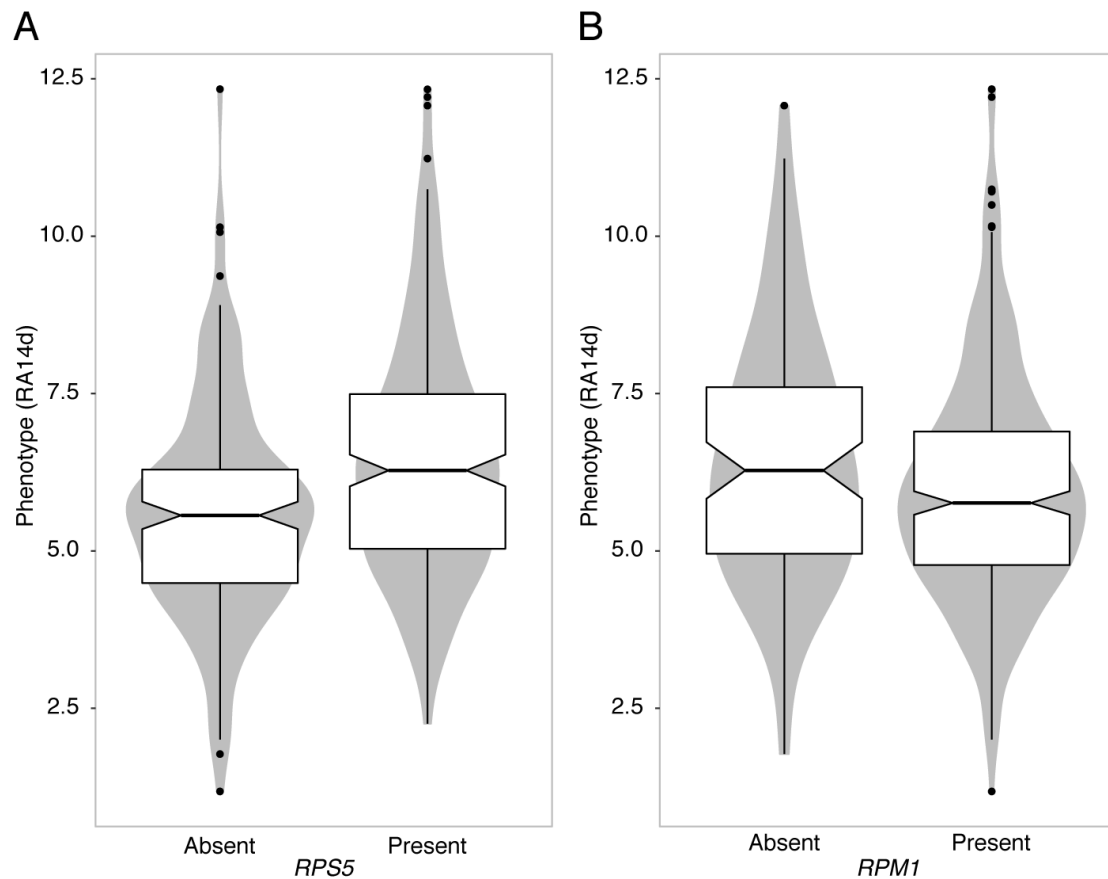 A
12.5
10.0
7.5
5.0
2.5
Phenotype (RA14d)
Absent Present
RPS5
B
12.5
10.0
7.5
5.0
2.5
Phenotype (RA14d)
Absent Present
RPM1